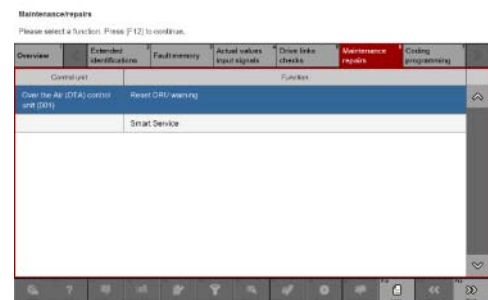 Maintenance/repairs
Please select a function. Press [F12] to continue.
Overview
Extended identifications
Fault memory
Actual values input signals
Drive links checks
Maintenance repairs
Coding programming
Control unit
Function
Over the Air (OTA) control unit (D01)
Reset ORU warning
Smart Service